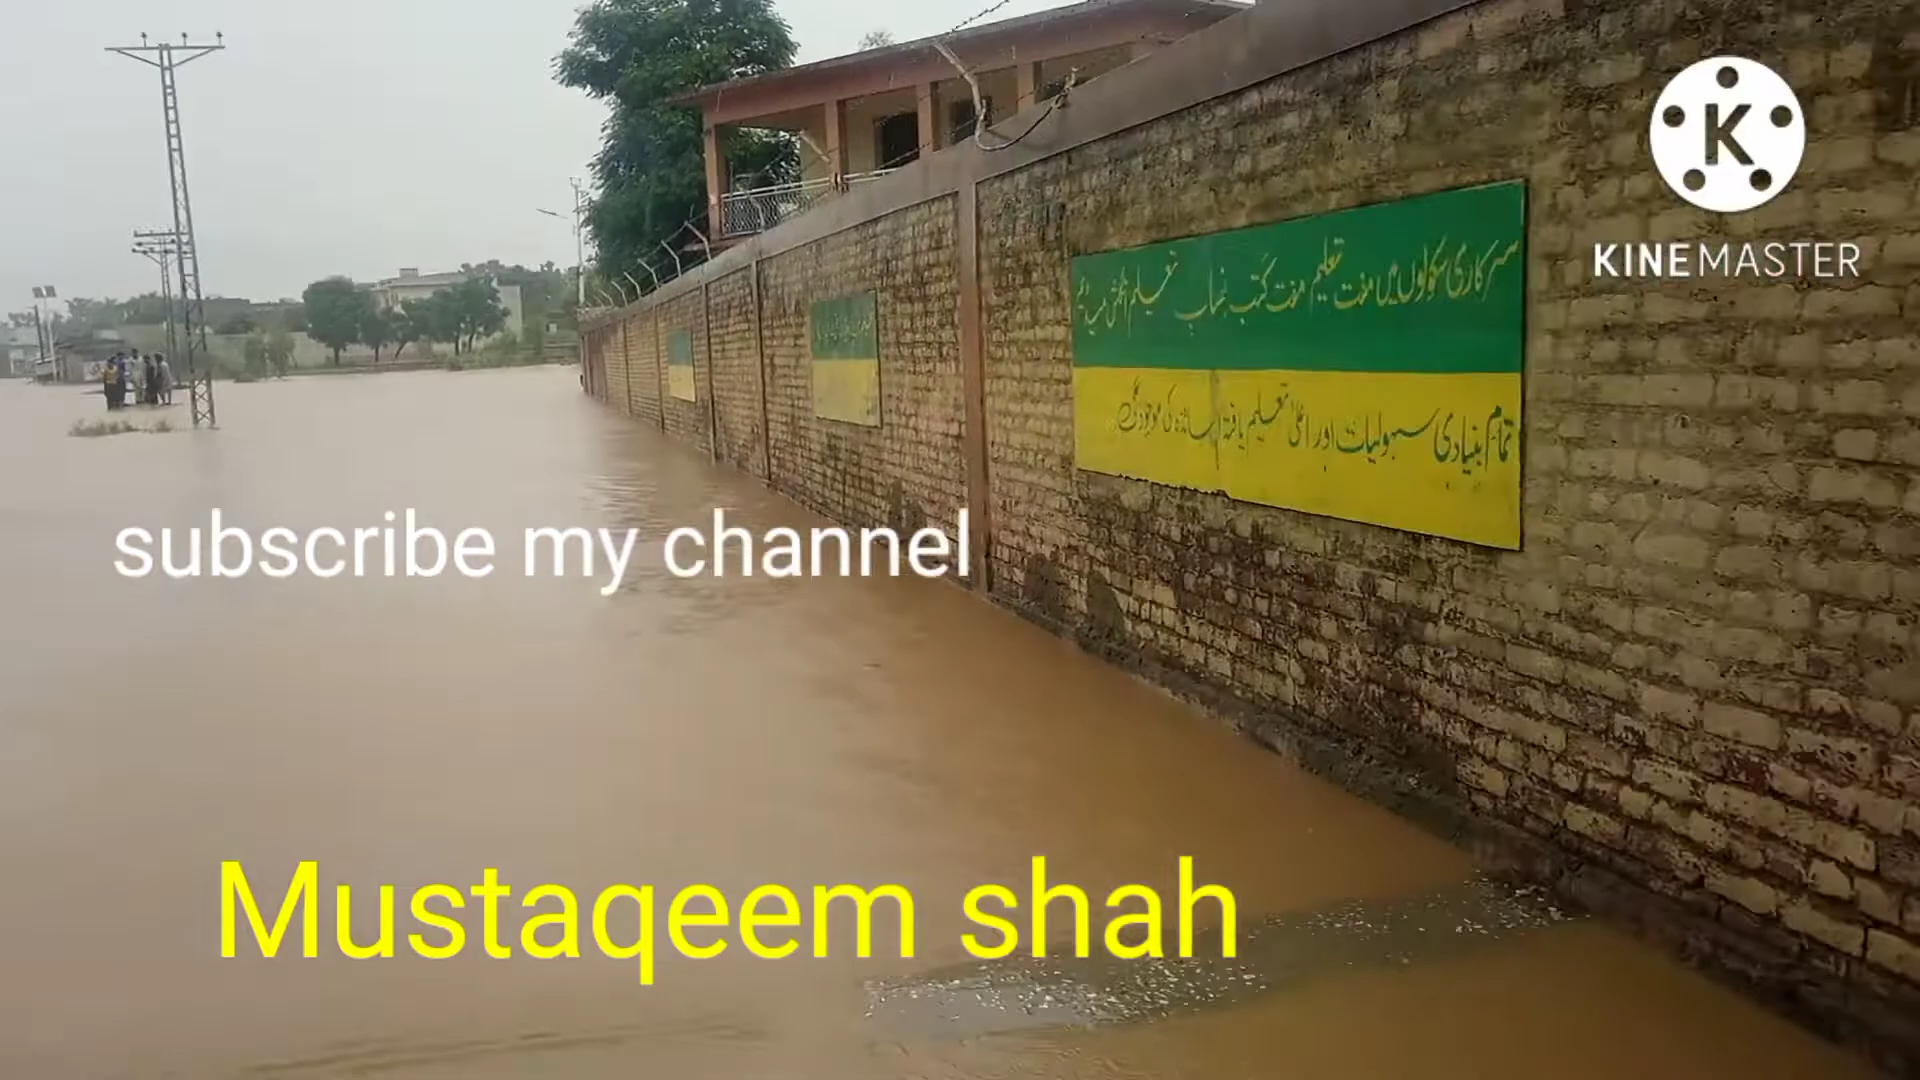 KINEMASTER
سرکاری سکولوں میں مفت تعلیم مفت کتب نصاب
تمام بنیادی سہولیات اور اعلیٰ تعلیم یافتہ اساتذہ کی موجودگی
subscribe my channel
Mustaqeem shah